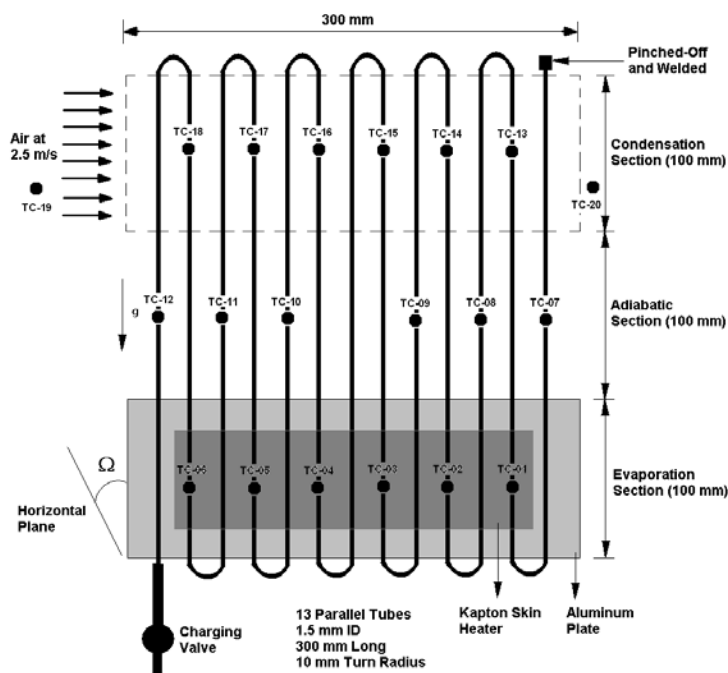 300 mm
Pinched-Off
and Welded
Air at
2.5 m/s
TC-18
TC-17
TC-16
TC-15
TC-14
TC-13
Condensation
Section (100 mm)
TC-19
TC-20
TC-12
TC-11
TC-10
TC-09
TC-08
TC-07
g
Adiabatic
Section (100 mm)
TC-06
TC-05
TC-04
TC-03
TC-02
TC-01
Evaporation
Section (100 mm)
Ω
Horizontal
Plane
13 Parallel Tubes
1.5 mm ID
300 mm Long
10 mm Turn Radius
Kapton Skin
Heater
Aluminum
Plate
Charging
Valve